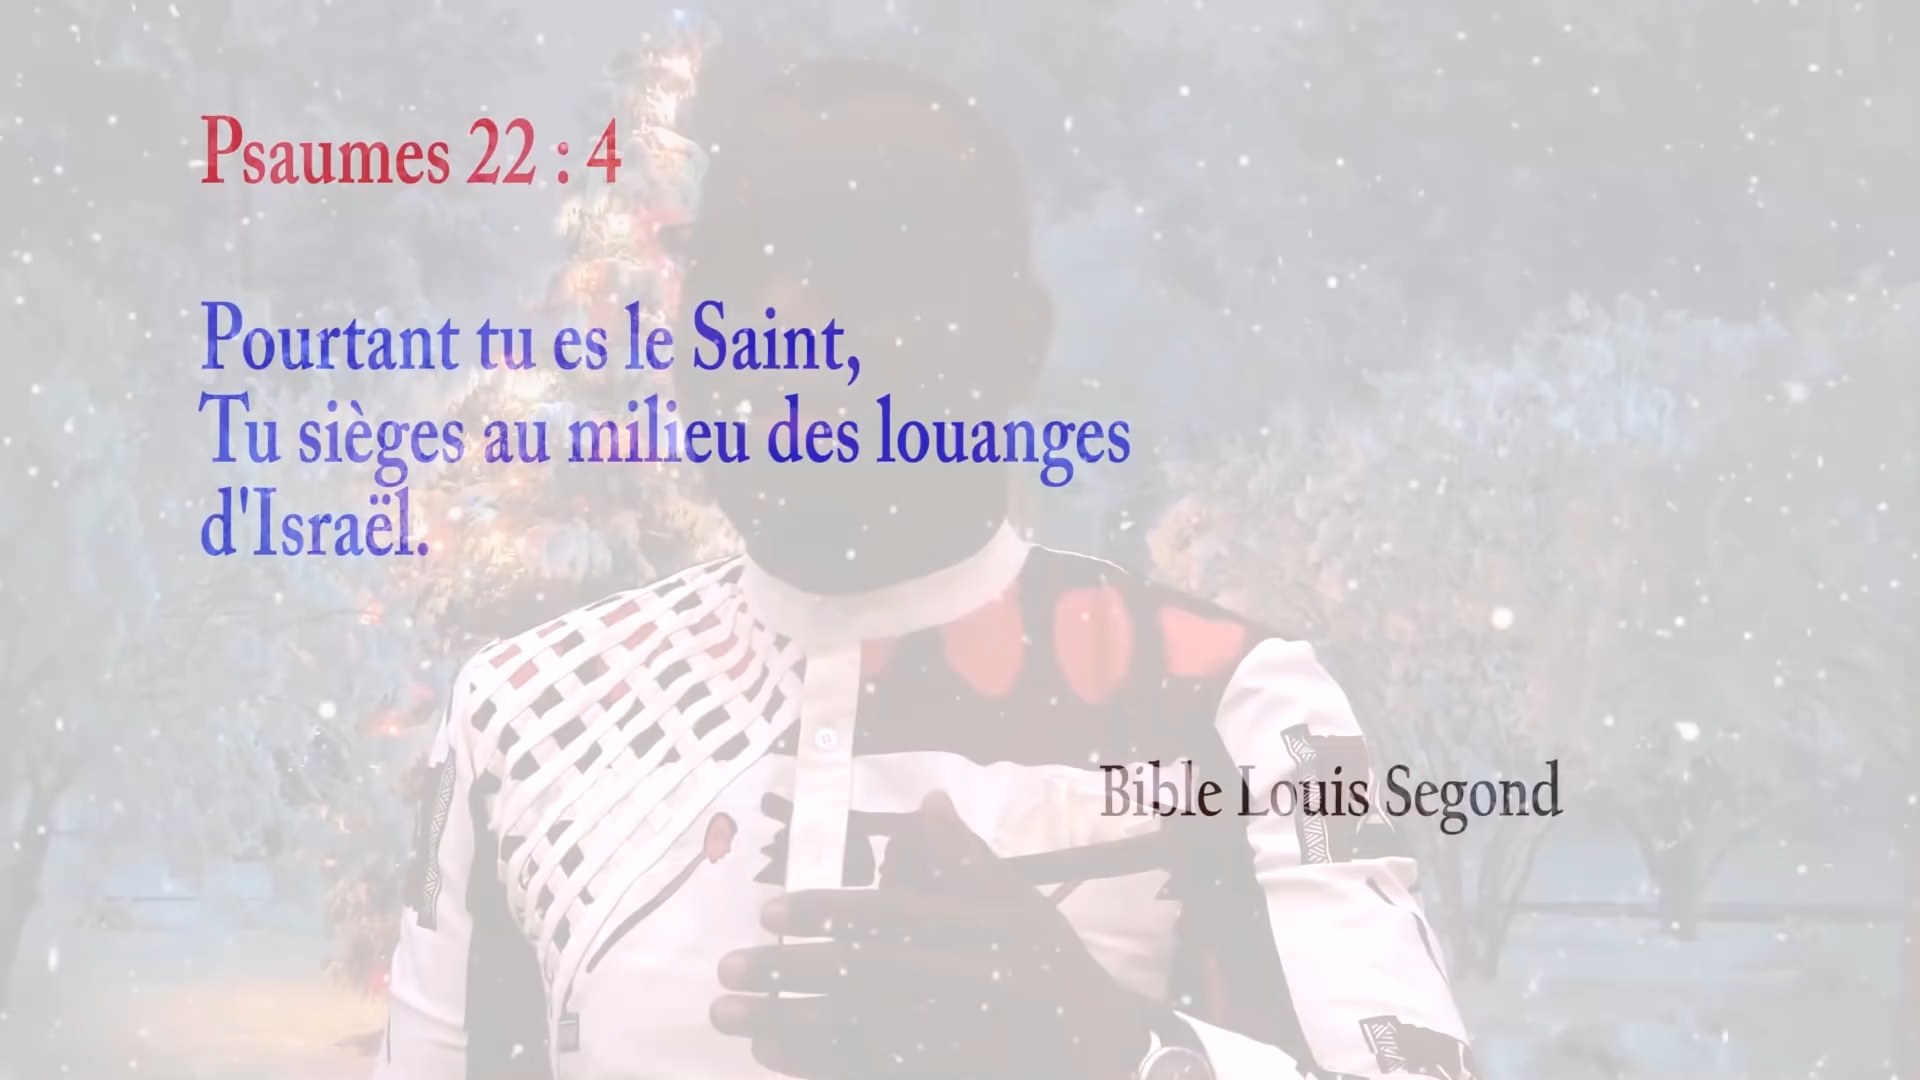 Psaumes 22 : 4
Pourtant tu es le Saint,
Tu sièges au milieu des louanges
d'Israël.
Bible Louis Segond